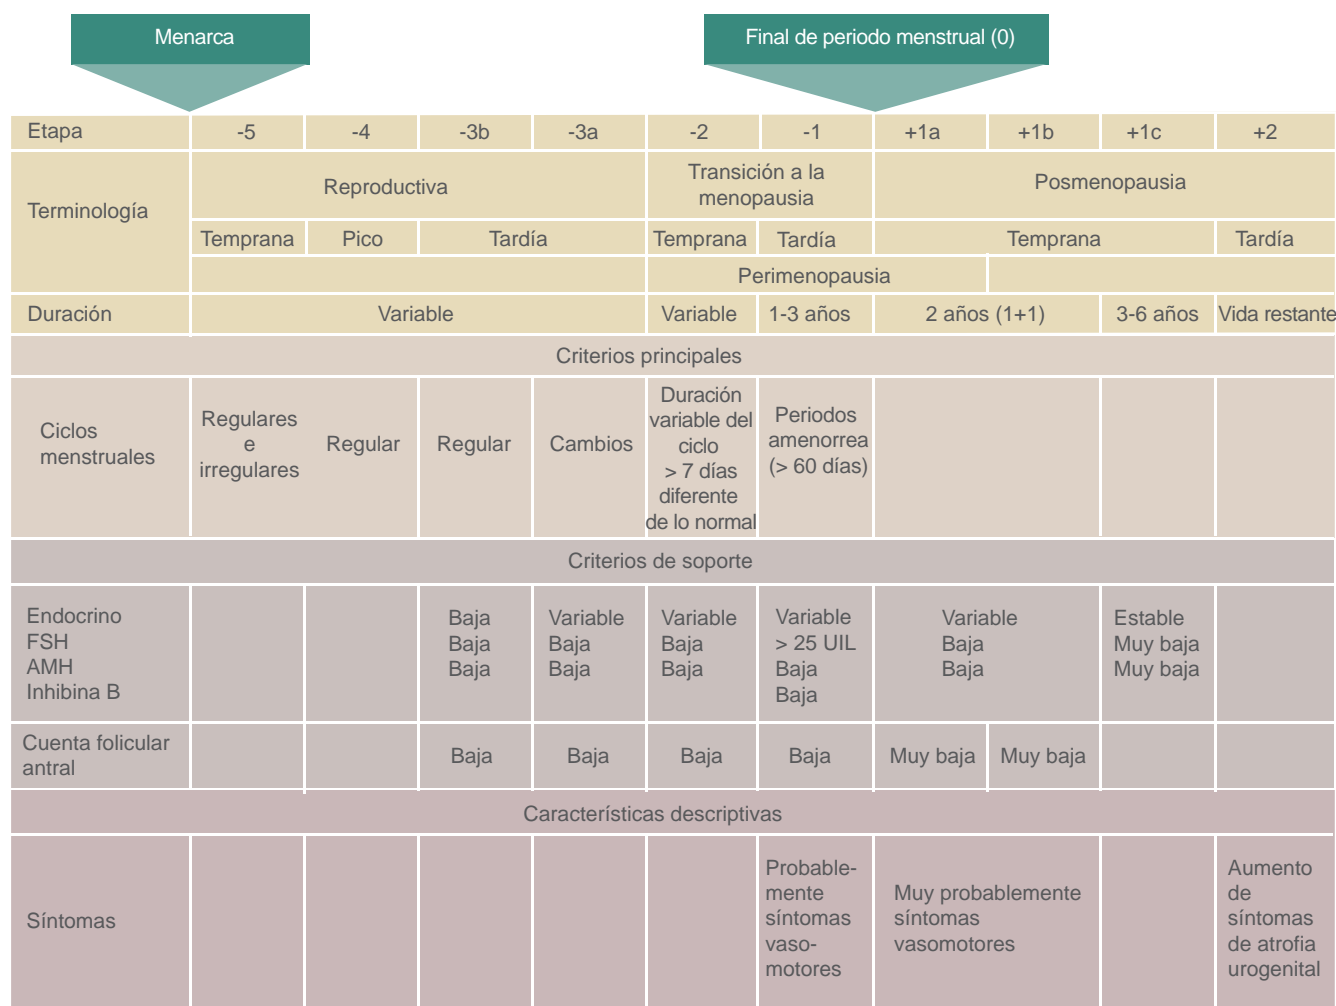 Menarca
Final de periodo menstrual (0)
Etapa -5 -4 -3b -3a -2 -1 +1a +1b +1c +2
Terminología
Reproductiva
Transición a la
menopausia
Posmenopausia
Temprana Pico Tardía Temprana Tardía Temprana Tardía
Perimenopausia
Duración Variable Variable 1-3 años 2 años (1+1) 3-6 años Vida restante
Criterios principales
Ciclos
menstruales
Regulares
e
irregulares
Regular
Regular
Cambios
Duración
variable del
ciclo
> 7 días
diferente
de lo normal
Periodos
amenorrea
(> 60 días)
Criterios de soporte
Endocrino
FSH
AMH
Inhibina B
Baja
Baja
Baja
Variable
Baja
Baja
Variable
Baja
Baja
Variable
> 25 UIL
Baja
Baja
Variable
Baja
Baja
Estable
Muy baja
Muy baja
Cuenta folicular
antral
Baja Baja Baja Baja Muy baja Muy baja
Características descriptivas
Síntomas
Probable-
mente
síntomas
vaso-
motores
Muy probablemente
síntomas
vasomotores
Aumento
de
síntomas
de atrofia
urogenital